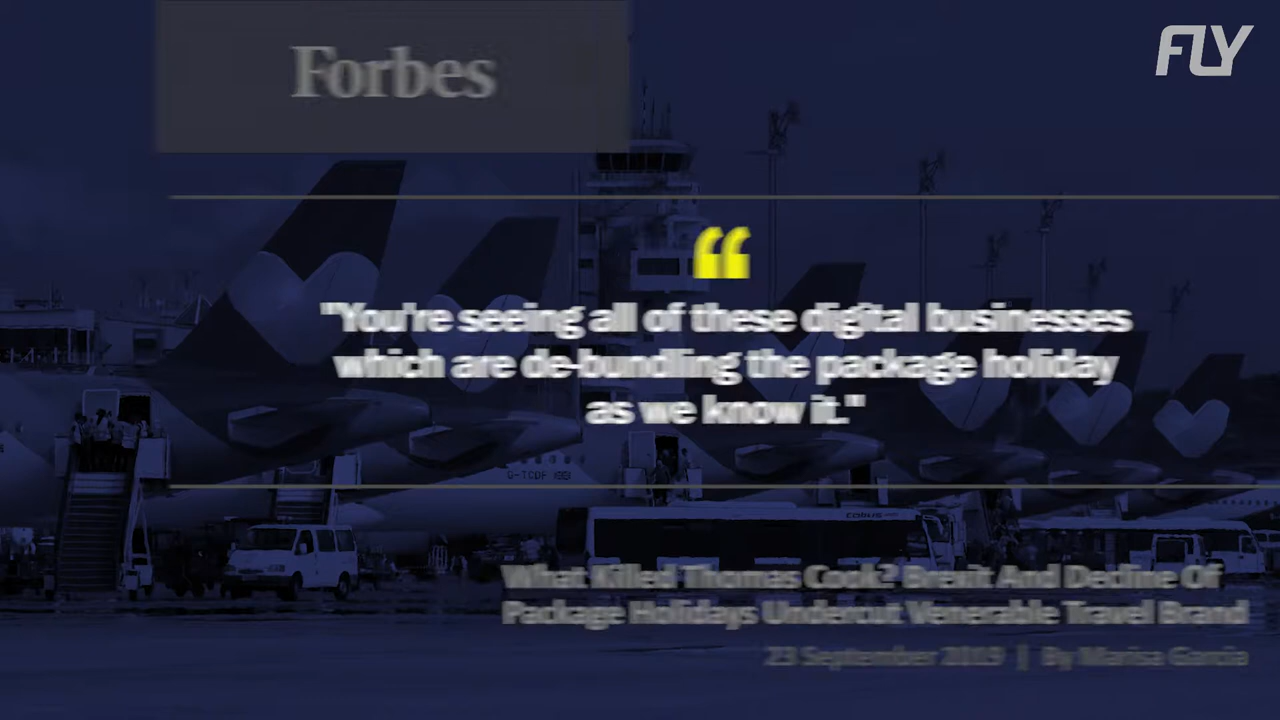 Forbes
FLY
“
"You're seeing all of these digital businesses
which are de-bundling the package holiday
as we know it."
G-TCDF
cobus
What Killed Thomas Cook? Brexit And Decline Of
Package Holidays Undercut Venerable Travel Brand
23 September 2019 | By Marisa Garcia